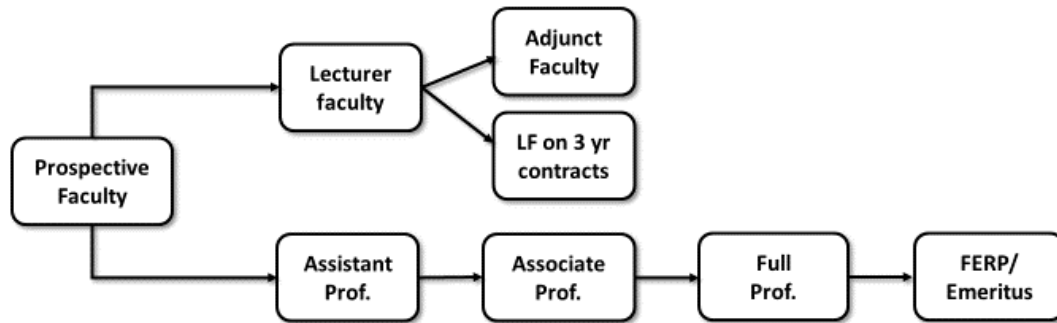 Prospective
Faculty
Lecturer
faculty
Adjunct
Faculty
LF on 3 yr
contracts
Assistant
Prof.
Associate
Prof.
Full
Prof.
FERP/
Emeritus